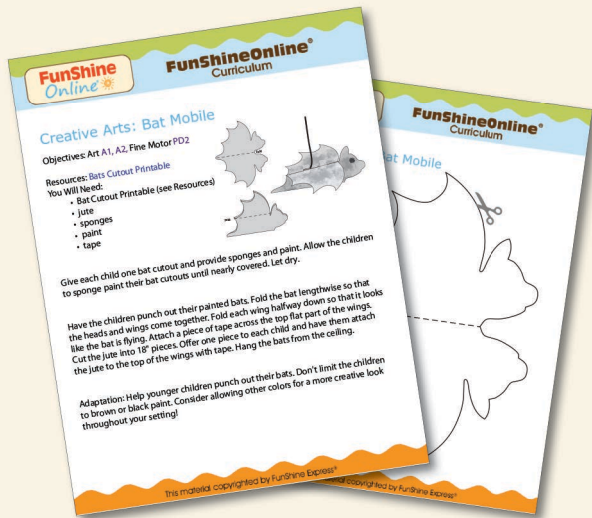 FunShine
Online
FunShineOnline®
Curriculum
Creative Arts: Bat Mobile
Objectives: Art A1, A2, Fine Motor PD2
Resources: Bats Cutout Printable
You Will Need:
• Bat Cutout Printable (see Resources)
• jute
• sponges
• paint
• tape
Give each child one bat cutout and provide sponges and paint. Allow the children
to sponge paint their bat cutouts until nearly covered. Let dry.
Have the children punch out their painted bats. Fold the bat lengthwise so that
the heads and wings come together. Fold each wing halfway down so that it looks
like the bat is flying. Attach a piece of tape across the top flat part of the wings.
Cut the jute into 18" pieces. Offer one piece to each child and have them attach
the jute to the top of the wings with tape. Hang the bats from the ceiling.
Adaptation: Help younger children punch out their bats. Don't limit the children
to brown or black paint. Consider allowing other colors for a more creative look
throughout your setting!
This material copyrighted by FunShine Express®
FunShineOnline®
Curriculum
at Mobile
al copyrighted by FunShine Express®